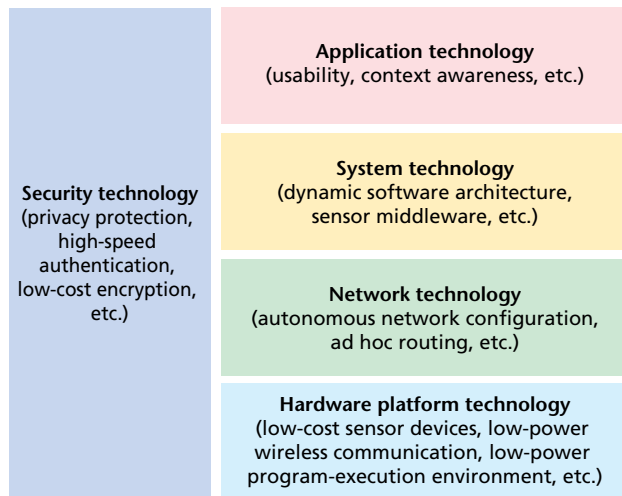 Security technology
(privacy protection,
high-speed
authentication,
low-cost encryption,
etc.)
Application technology
(usability, context awareness, etc.)
System technology
(dynamic software architecture,
sensor middleware, etc.)
Network technology
(autonomous network configuration,
ad hoc routing, etc.)
Hardware platform technology
(low-cost sensor devices, low-power
wireless communication, low-power
program-execution environment, etc.)